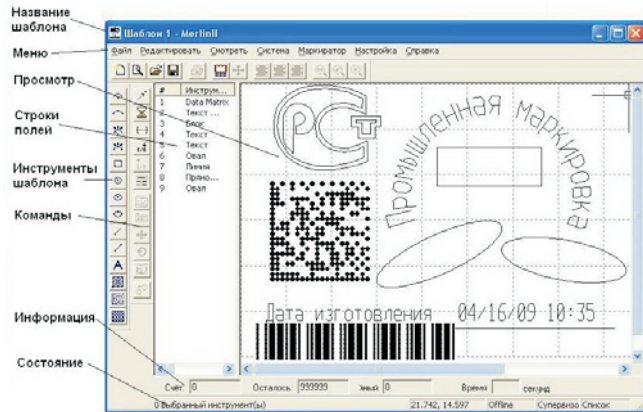 Название
шаблона
Шаблон 1 - MerlinII
Меню
Файл Редактировать Смотреть Система Маркиратор Настройка Справка
Просмотр
Строки
полей
Инструменты
шаблона
Команды
Информация
Состояние
# Инструм...
1 Data Matrix
2 Текст ...
3 Блок
4 Текст
5 Текст
6 Овал
7 Линия
8 Прямо...
9 Овал
РСТ
Промышленная маркировка
Дата изготовления 04/16/09 10:35
Счет: 0 Осталось: 999999 0 Время секунд
0 Выбранный инструмент(ы) 21.742, 14.597 Offline Супервизо Список